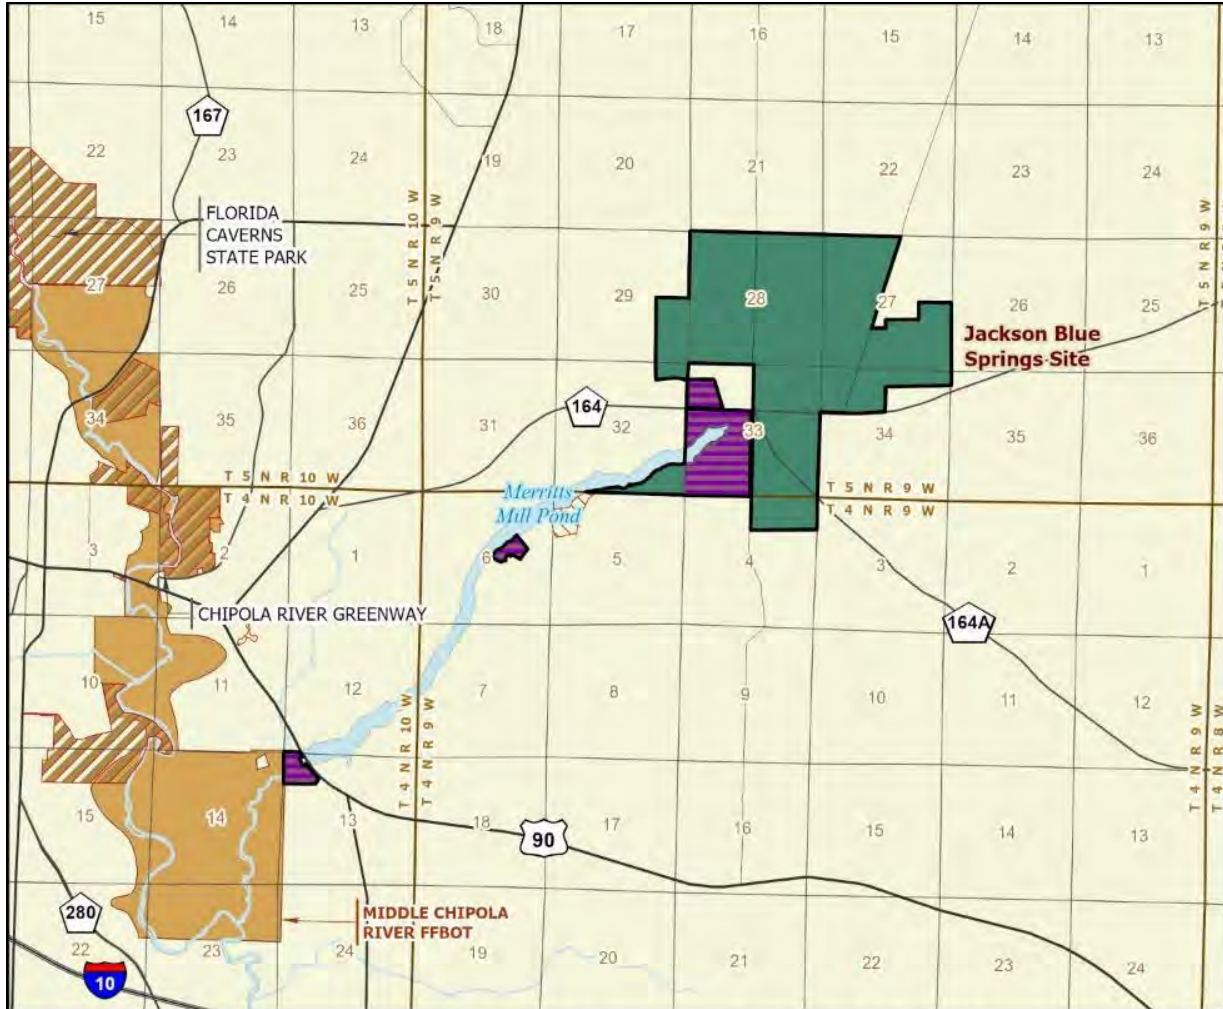 15 14 13 18 17 16 15 14 13
167
22 23 24 19 20 21 22 23 24
FLORIDA
CAVERNS
STATE PARK
T 5 N R 10 W
T 5 N R 9 W
T 5 N R 9 W
27 26 25 30 29 28 27 26 25
Jackson Blue
Springs Site
164
34 35 36 31 32 33 34 35 36
T 5 N R 10 W
T 4 N R 10 W
Merritts
Mill Pond
T 5 N R 9 W
T 4 N R 9 W
3 2 1 6 5 4 3 2 1
CHIPOLA RIVER GREENWAY
164A
10 11 12 7 8 9 10 11 12
T 4 N R 10 W
T 4 N R 9 W
T 4 N R 9 W
T 4 N R 8 W
15 14 13 18 17 16 15 14 13
90
280
MIDDLE CHIPOLA
RIVER FFBOT
22 23 24 19 20 21 22 23 24
10